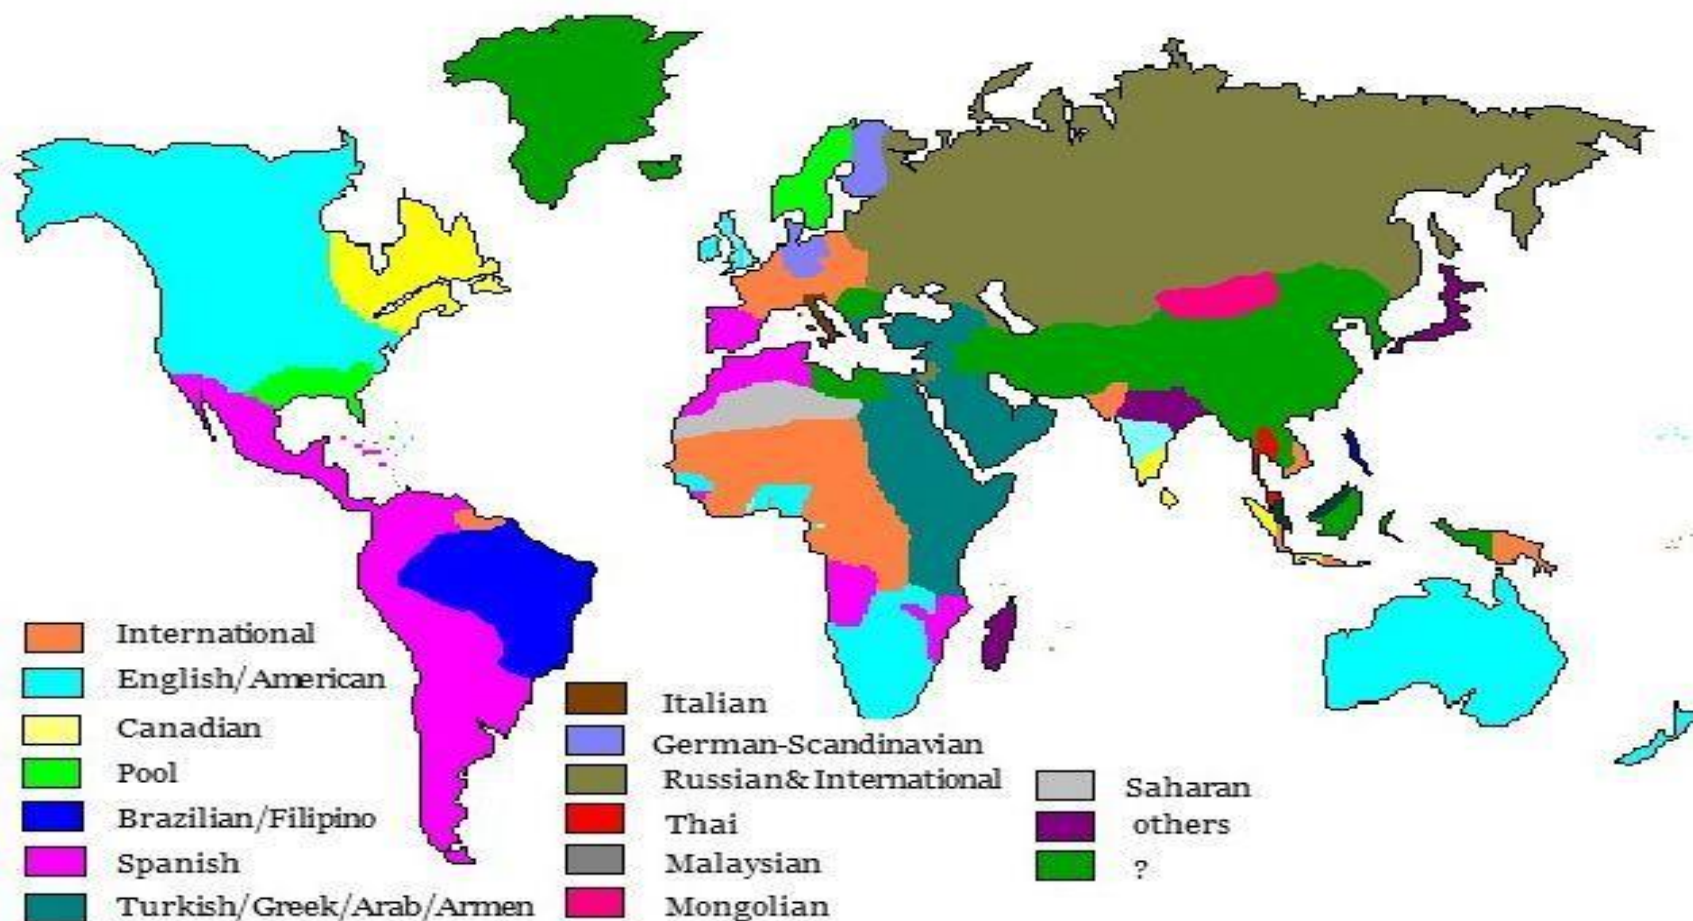 International
English/American
Canadian
Pool
Brazilian/Filipino
Spanish
Turkish/Greek/Arab/Armen
Italian
German-Scandinavian
Russian&International
Thai
Malaysian
Mongolian
Saharan
others
?